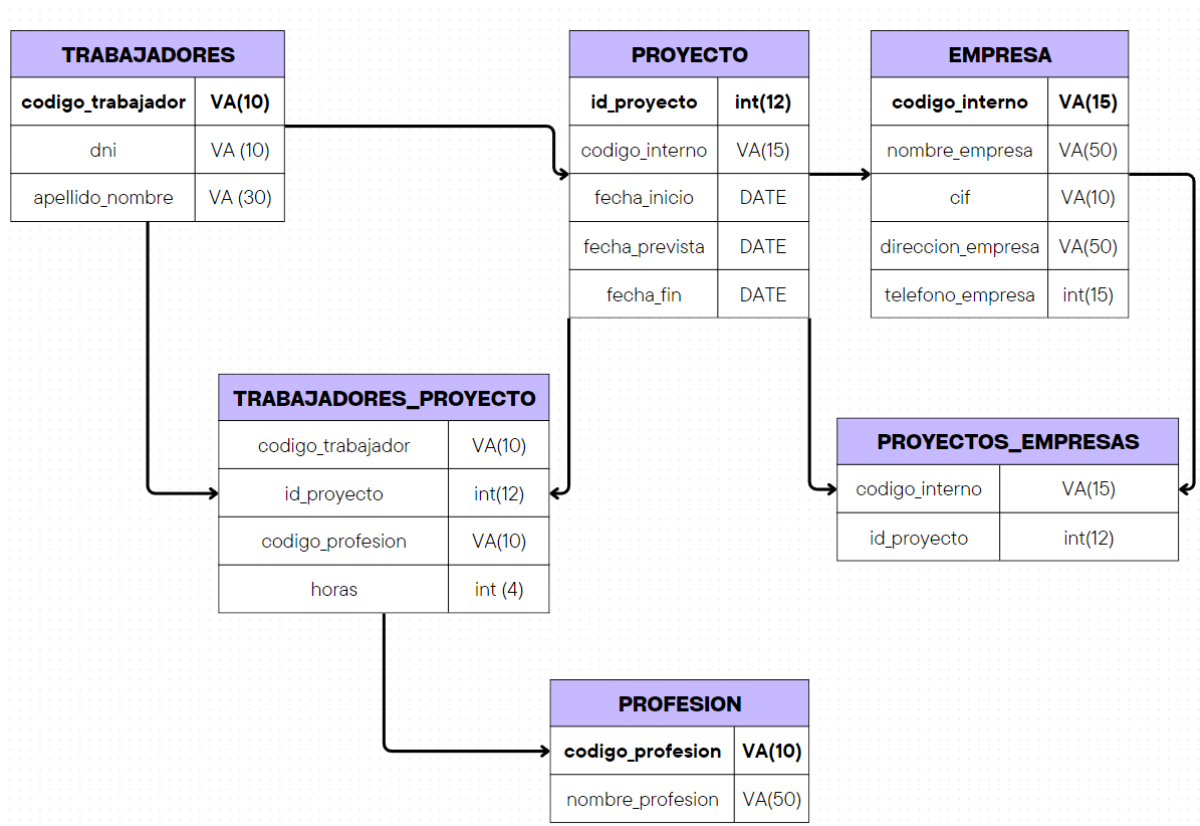 TRABAJADORES
codigo_trabajador VA(10)
dni VA (10)
apellido_nombre VA (30)
PROYECTO
id_proyecto int(12)
codigo_interno VA(15)
fecha_inicio DATE
fecha_prevista DATE
fecha_fin DATE
EMPRESA
codigo_interno VA(15)
nombre_empresa VA(50)
cif VA(10)
direccion_empresa VA(50)
telefono_empresa int(15)
TRABAJADORES_PROYECTO
codigo_trabajador VA(10)
id_proyecto int(12)
codigo_profesion VA(10)
horas int (4)
PROYECTOS_EMPRESAS
codigo_interno VA(15)
id_proyecto int(12)
PROFESION
codigo_profesion VA(10)
nombre_profesion VA(50)